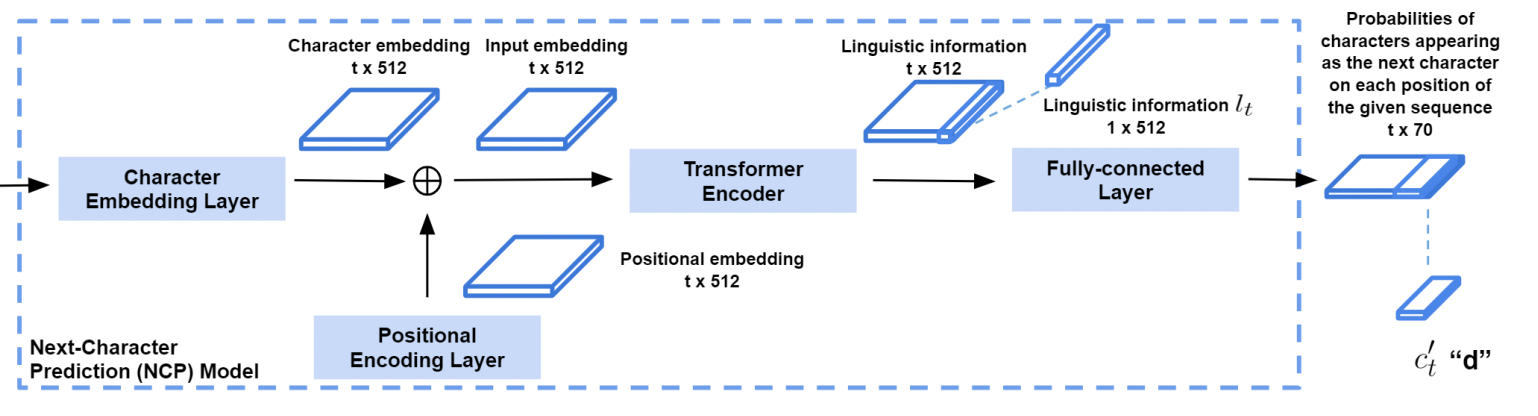 Character embedding
t x 512
Input embedding
t x 512
Linguistic information
t x 512
Linguistic information l_t
1 x 512
Probabilities of
characters appearing
as the next character
on each position of
the given sequence
t x 70
Character
Embedding Layer
Transformer
Encoder
Fully-connected
Layer
Positional embedding
t x 512
Positional
Encoding Layer
Next-Character
Prediction (NCP) Model
c'_t “d”